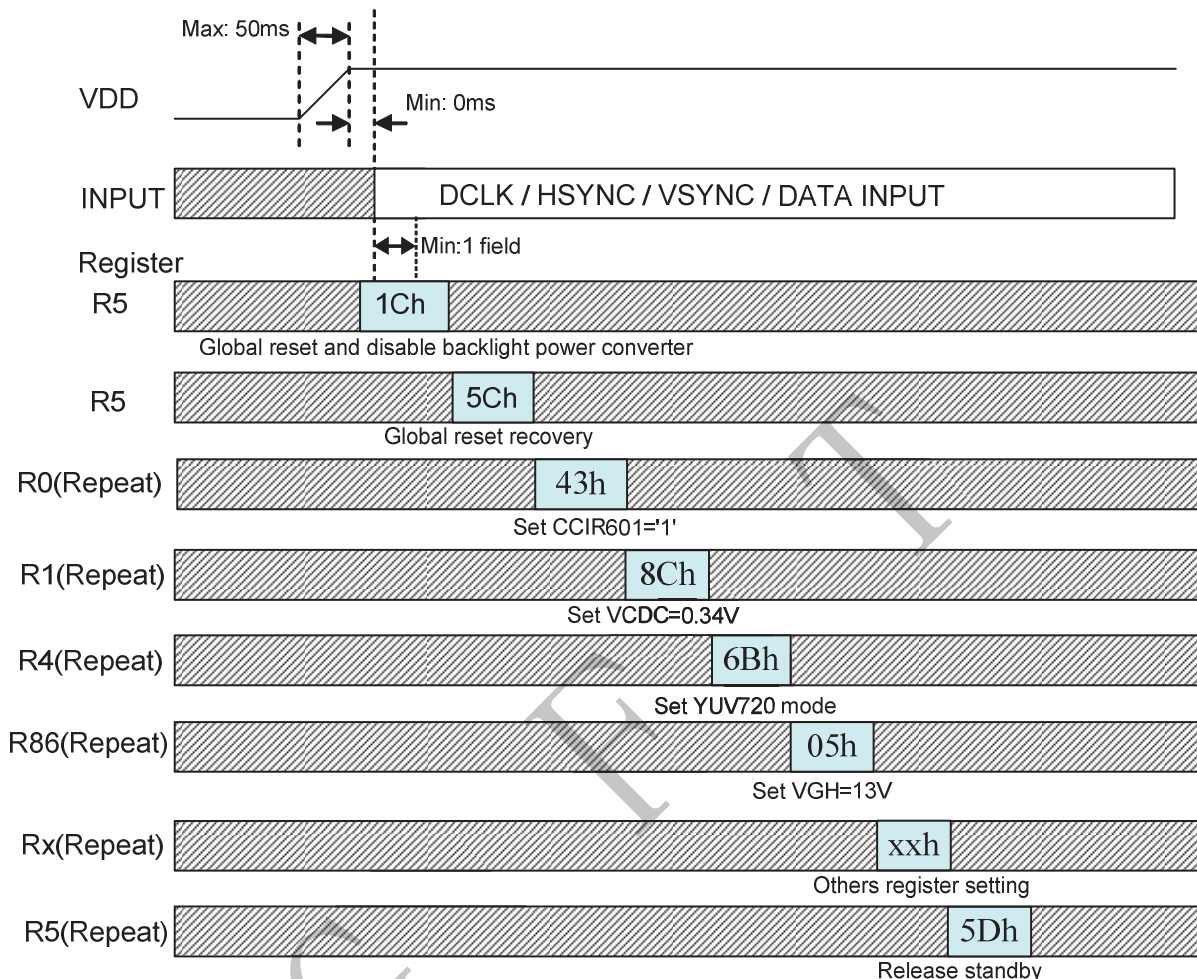 Max: 50ms
VDD
Min: 0ms
INPUT
DCLK / HSYNC / VSYNC / DATA INPUT
Min:1 field
Register
R5
1Ch
Global reset and disable backlight power converter
R5
5Ch
Global reset recovery
R0(Repeat)
43h
Set CCIR601='1'
R1(Repeat)
8Ch
Set VCDC=0.34V
R4(Repeat)
6Bh
Set YUV720 mode
R86(Repeat)
05h
Set VGH=13V
Rx(Repeat)
xxh
Others register setting
R5(Repeat)
5Dh
Release standby
F T